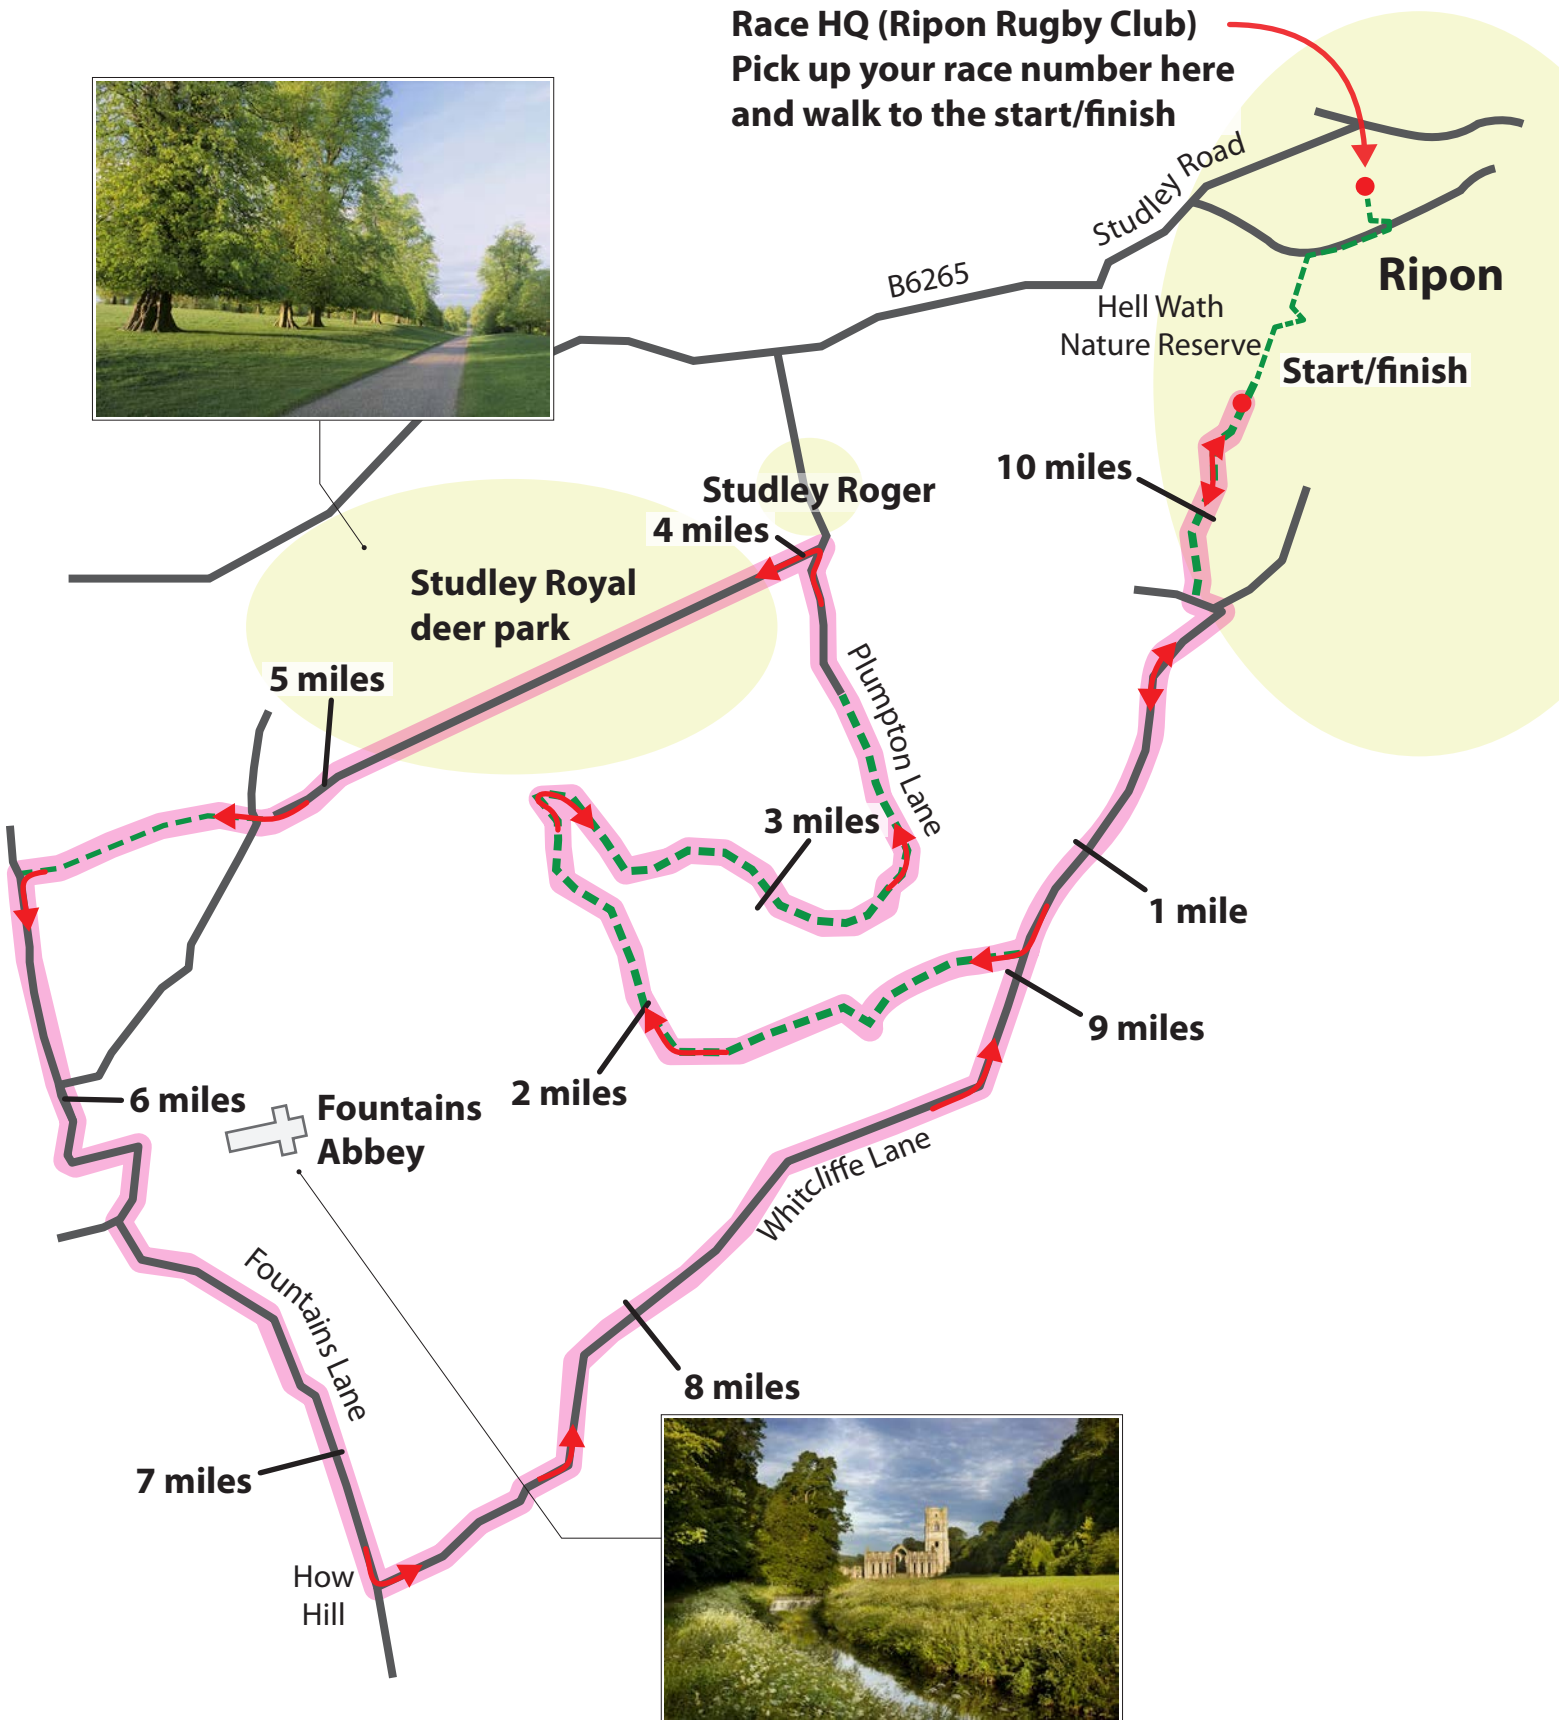 Race HQ (Ripon Rugby Club)
Pick up your race number here
and walk to the start/finish
Studley Road
B6265
Ripon
Hell Wath
Nature Reserve
Start/finish
10 miles
Studley Roger
4 miles
Studley Royal
deer park
5 miles
Plumpton Lane
3 miles
1 mile
9 miles
2 miles
6 miles
Fountains
Abbey
Whitcliffe Lane
Fountains Lane
8 miles
7 miles
How
Hill